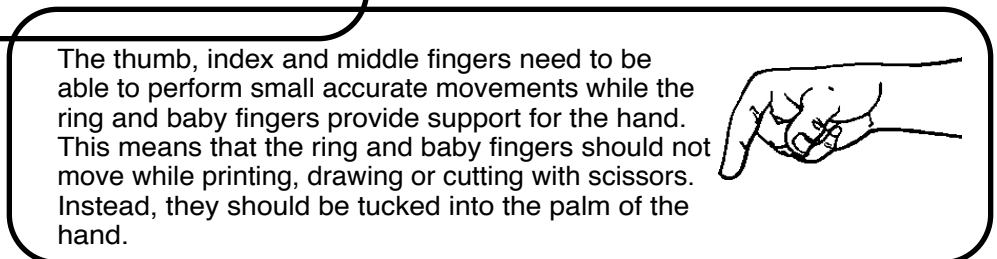 The thumb, index and middle fingers need to be
able to perform small accurate movements while the
ring and baby fingers provide support for the hand.
This means that the ring and baby fingers should not
move while printing, drawing or cutting with scissors.
Instead, they should be tucked into the palm of the
hand.